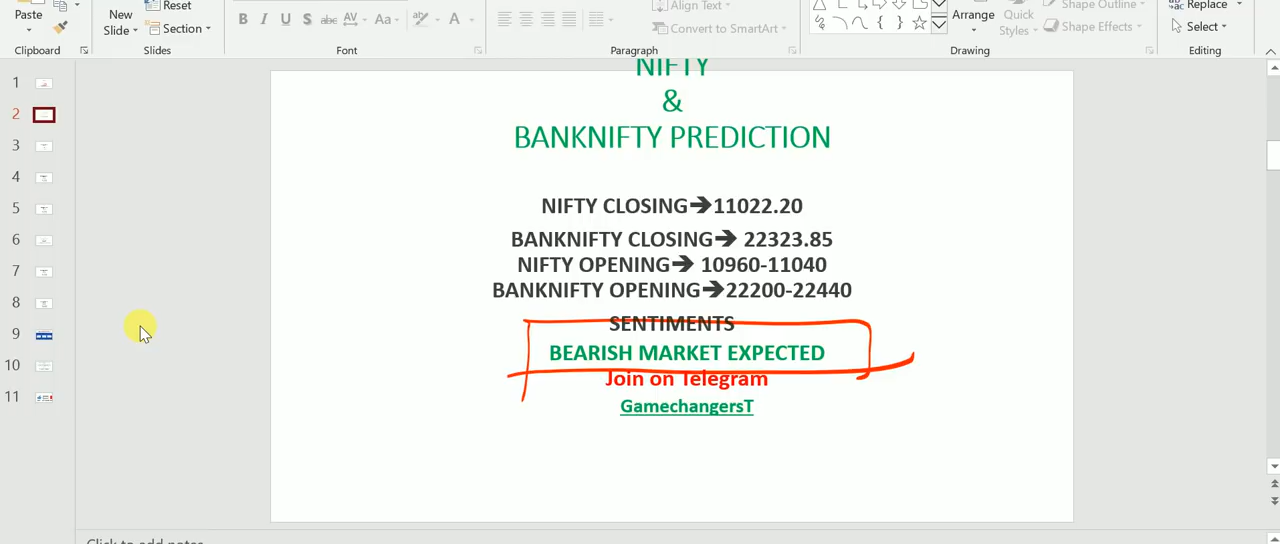 Paste
Clipboard
New
Slide
Reset
Section
Slides
B I U S abc AV Aa
Font
Align Text
Convert to SmartArt
Paragraph
Arrange
Quick
Styles
Shape Outline
Shape Effects
Drawing
Replace
Select
Editing
1
2
3
4
5
6
7
8
9
10
11
NIFTY
&
BANKNIFTY PREDICTION
NIFTY CLOSING➔11022.20
BANKNIFTY CLOSING➔ 22323.85
NIFTY OPENING➔ 10960-11040
BANKNIFTY OPENING➔22200-22440
SENTIMENTS
BEARISH MARKET EXPECTED
Join on Telegram
GamechangersT
Click to add notes